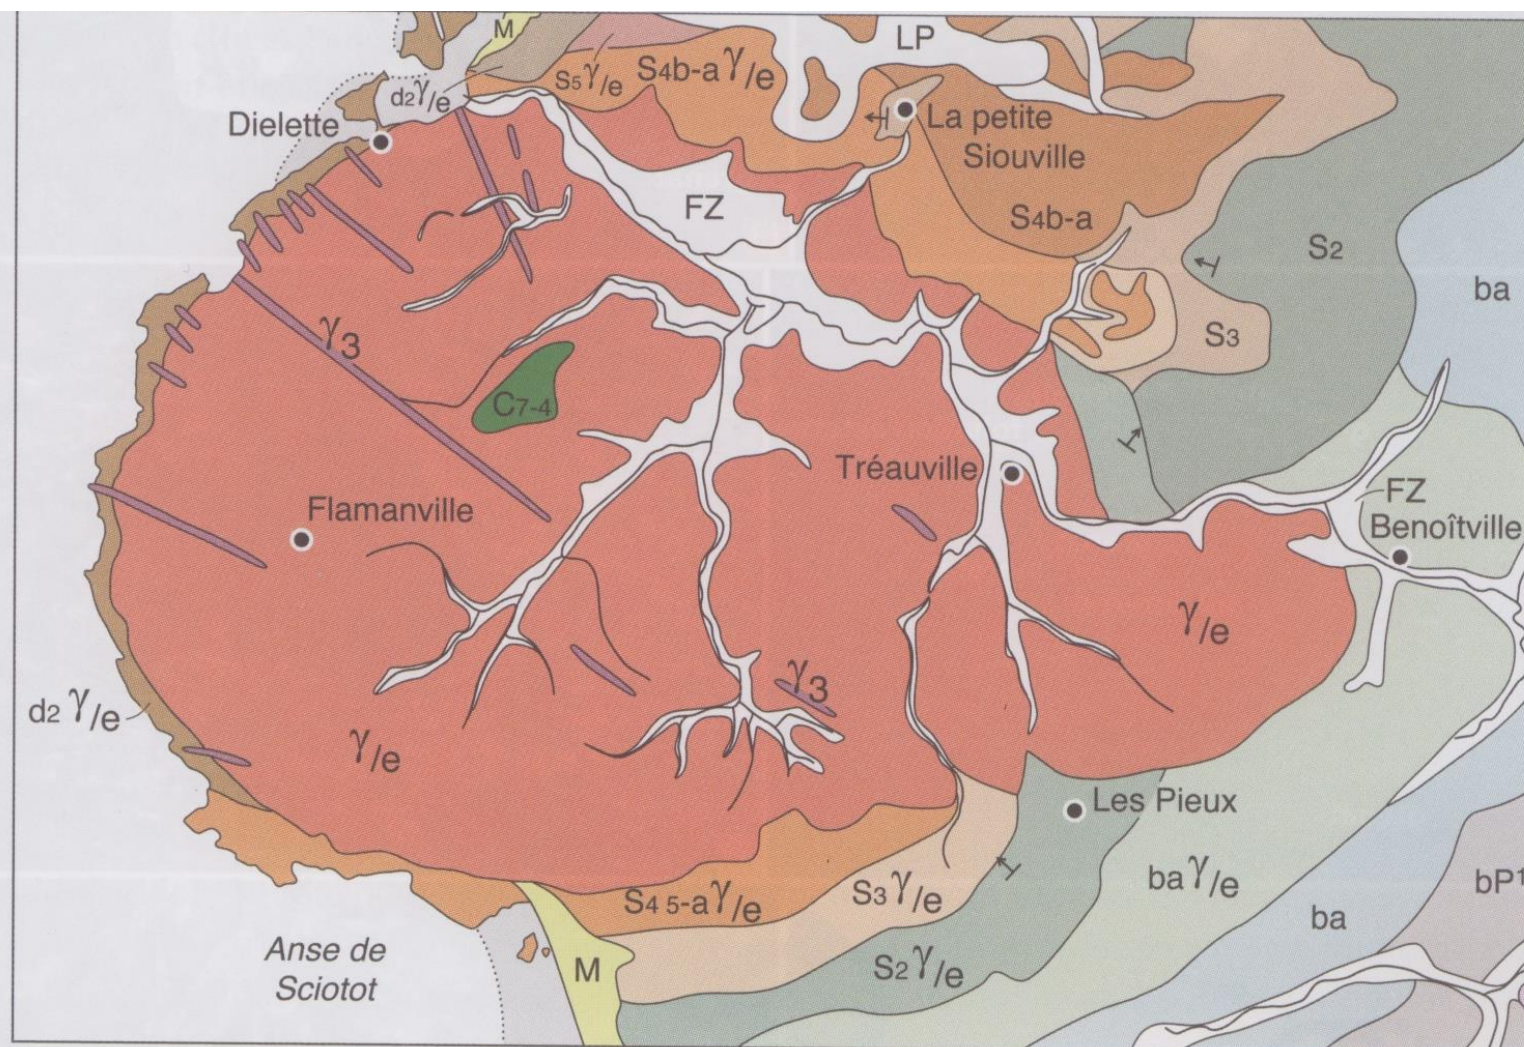 M
LP
S5γ/e
S4b-aγ/e
d2γ/e
Dielette
La petite
Siouville
FZ
S4b-a
S2
ba
γ3
S3
C7-4
Tréauville
FZ
Benoîtville
Flamanville
γ/e
γ3
d2γ/e
γ/e
Les Pieux
S4 5-aγ/e
S3γ/e
baγ/e
bP1
ba
Anse de
Sciotot
M
S2γ/e